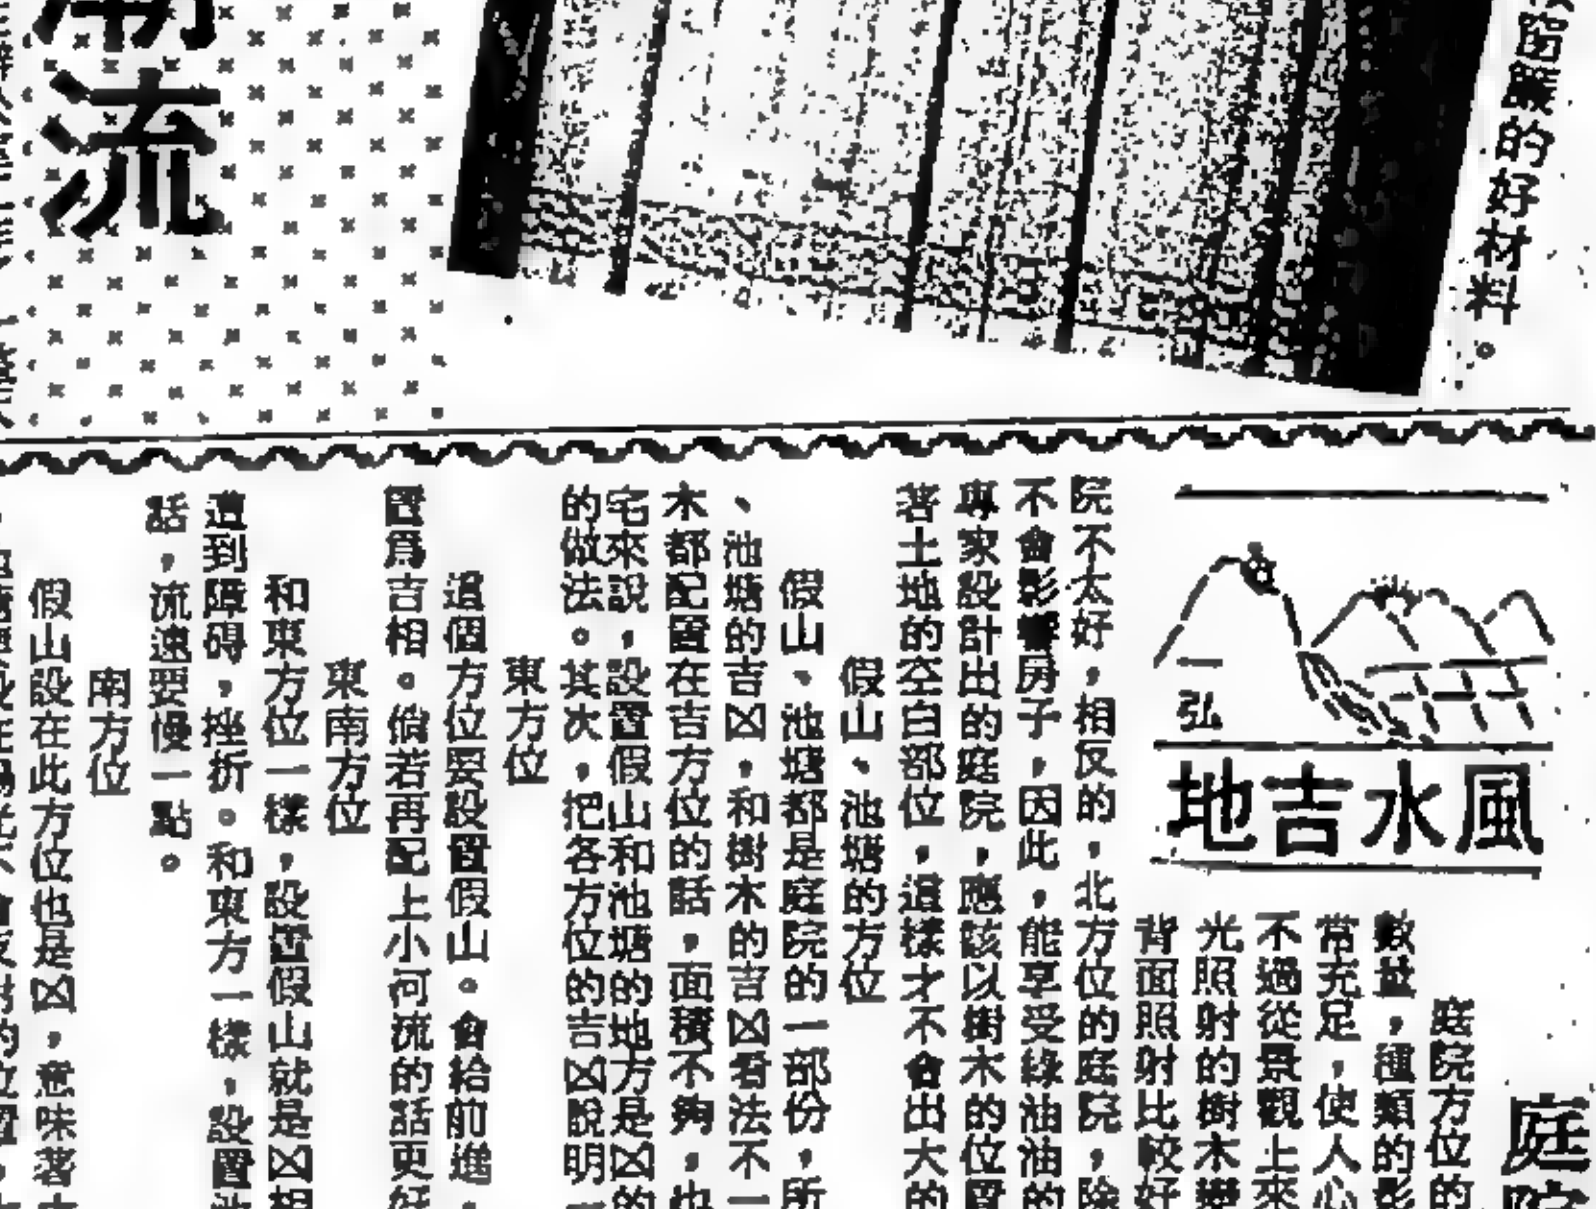 潮流
的好材料。
弘一
風水吉地
庭院
庭院方位的
數量，種類的影
常充足，使人心
不過從景觀上來
光照射的樹木
背面照射比較好
院不太好，相反的，北方位的庭院，除
不會影響房子，因此，能享受綠油油的
專家設計出的庭院，應該以樹木的位置
著土地的空白部位，這樣才不會出大的
假山、池塘的方位
假山、池塘都是庭院的一部份，所
、池塘的吉凶，和樹木的吉凶看法不一
木都配置在吉方位的話，面積不夠，也
宅來說，設置假山和池塘的地方是凶的
的做法。其次，把各方位的吉凶說明一
東方位
這個方位要設置假山。會給前進，
置爲吉相。倘若再配上小河流的話更好
東南方位
和東方位一樣，設置假山就是凶相
遭到障碍，挫折。和東方一樣，設置池
話，流速要慢一點。
南方位
假山設在此方位也是凶，意味著